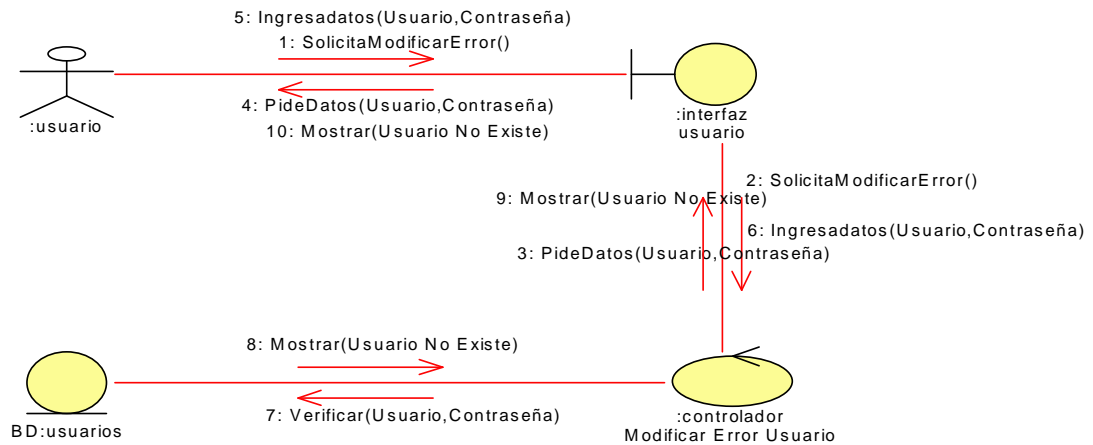 5: Ingresadatos(Usuario,Contraseña)
1: SolicitaModificarError()
4: PideDatos(Usuario,Contraseña)
10: Mostrar(Usuario No Existe)
:usuario
:interfaz
usuario
2: SolicitaModificarError()
9: Mostrar(Usuario No Existe)
6: Ingresadatos(Usuario,Contraseña)
3: PideDatos(Usuario,Contraseña)
8: Mostrar(Usuario No Existe)
7: Verificar(Usuario,Contraseña)
BD:usuarios
:controlador
Modificar Error Usuario